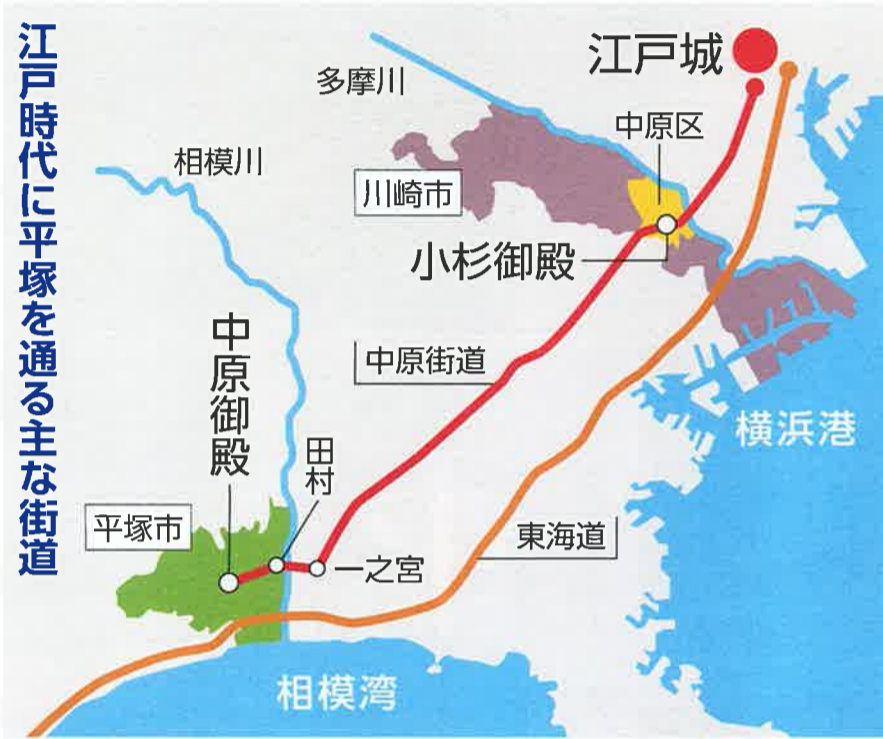 江戸時代に平塚を通る主な街道
江戸城
多摩川
中原区
相模川
川崎市
小杉御殿
中原街道
中原御殿
横浜港
田村
平塚市
東海道
一之宮
相模湾